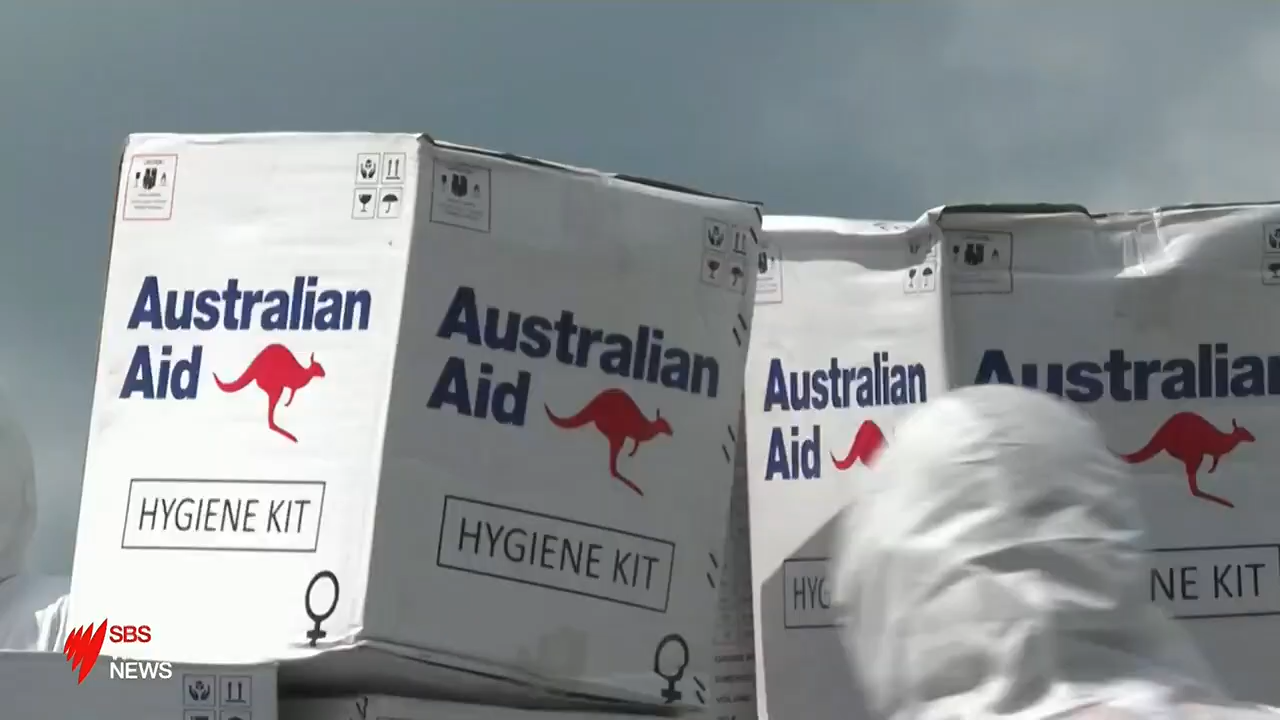 Australian
Aid
HYGIENE KIT
Australian
Aid
HYGIENE KIT
Australian
Aid
HYG
Australian
NE KIT
SBS
NEWS